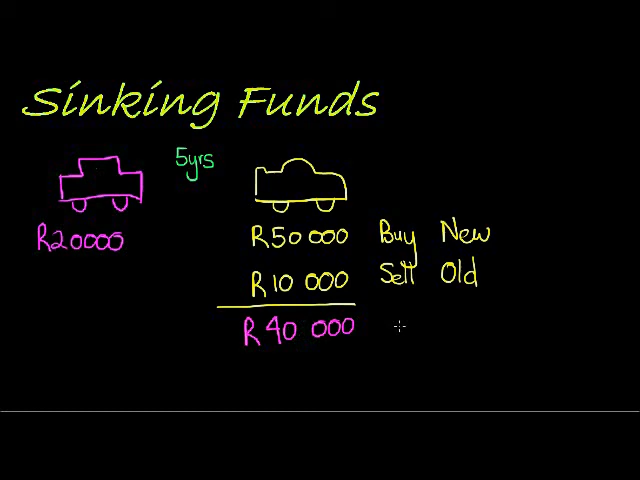 Sinking Funds
5yrs
R20000
R50 000 Buy New
R10 000 Sell Old
R40 000